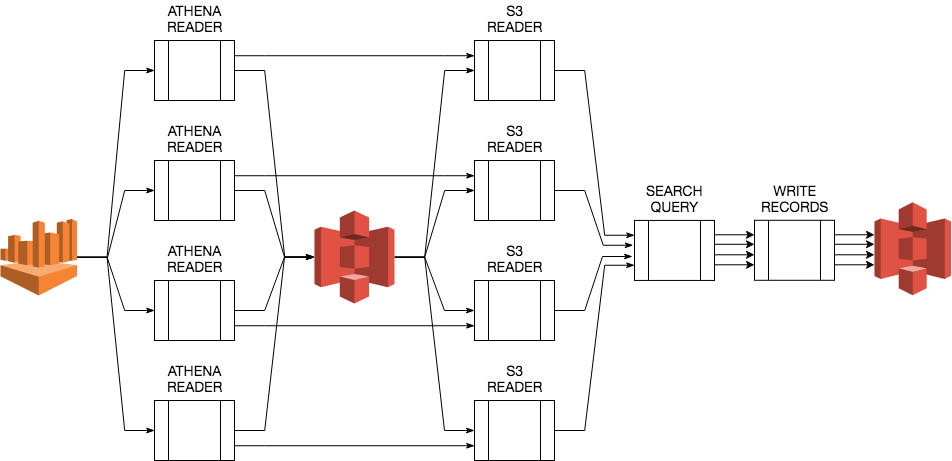 ATHENA
READER
S3
READER
ATHENA
READER
S3
READER
SEARCH
QUERY
WRITE
RECORDS
ATHENA
READER
S3
READER
ATHENA
READER
S3
READER